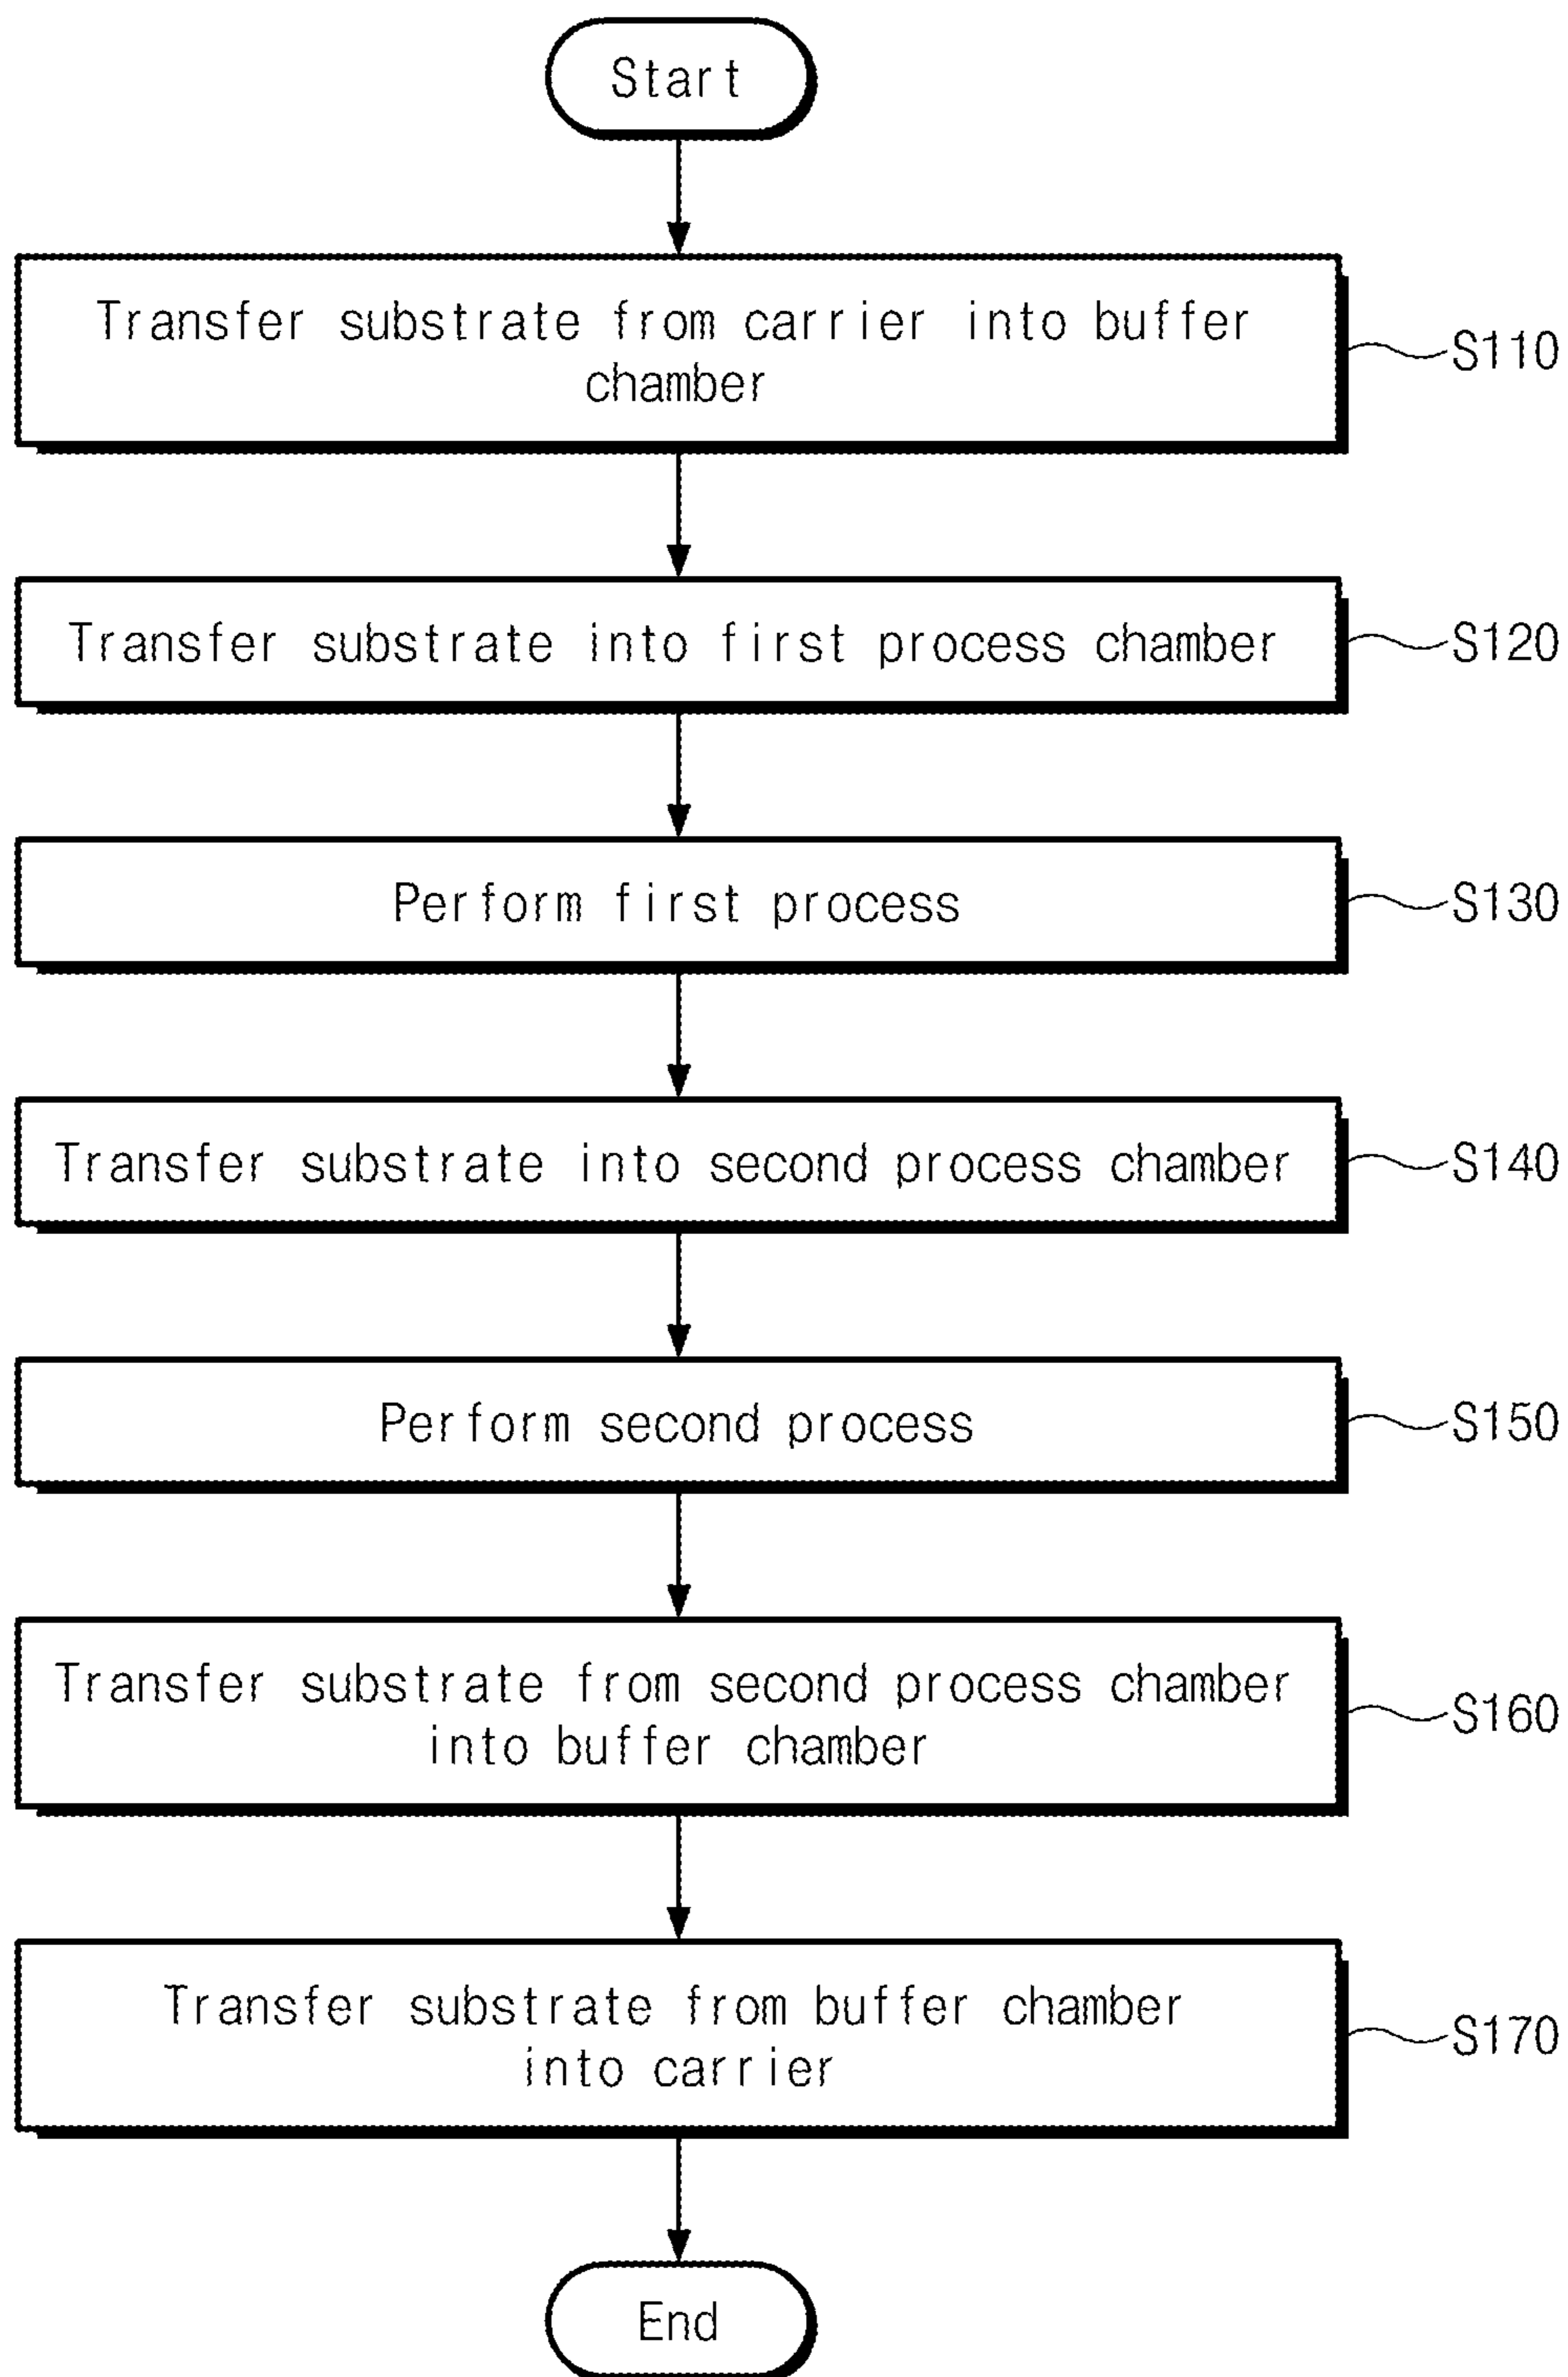 Start
Transfer substrate from carrier into buffer
chamber
S110
Transfer substrate into first process chamber
S120
Perform first process
S130
Transfer substrate into second process chamber
S140
Perform second process
S150
Transfer substrate from second process chamber
into buffer chamber
S160
Transfer substrate from buffer chamber
into carrier
S170
End